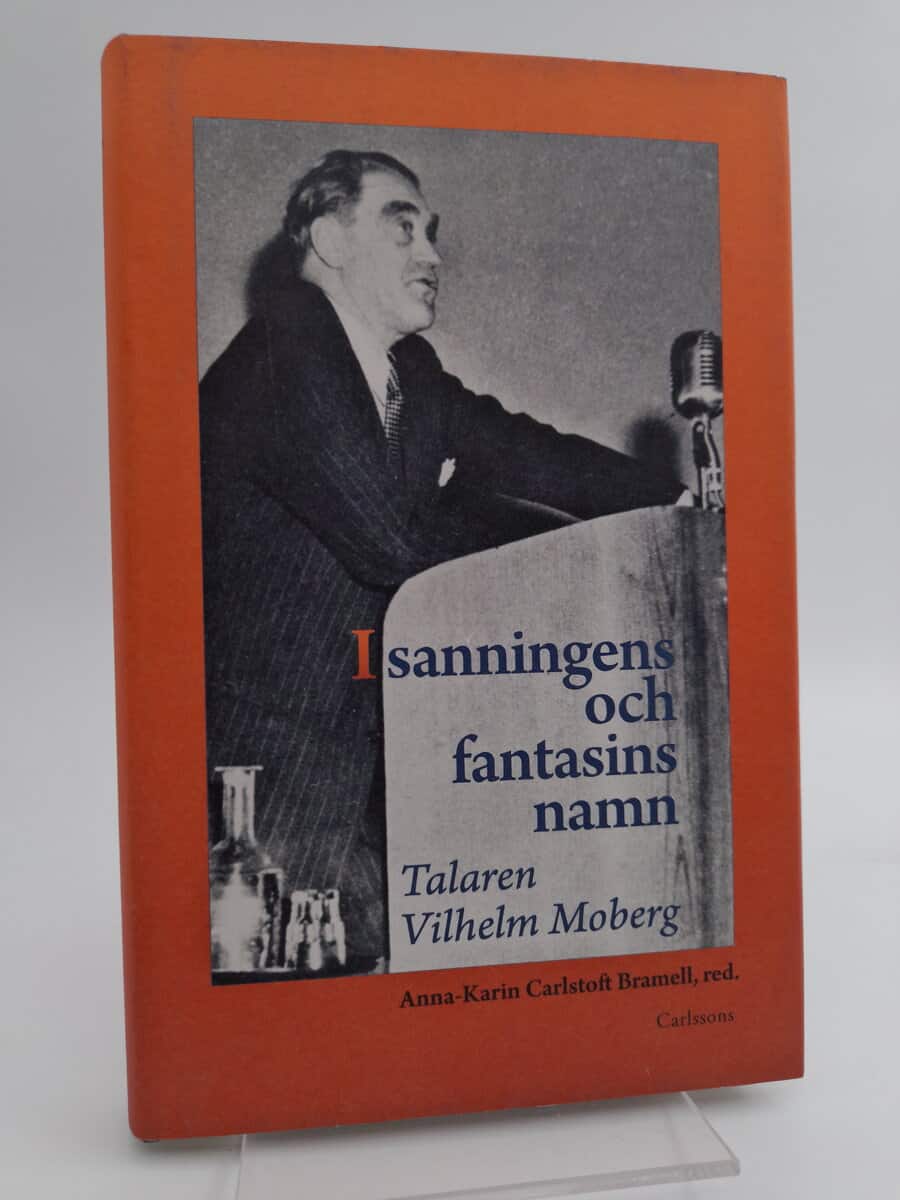 I sanningens
och
fantasins
namn
Talaren
Vilhelm Moberg
Anna-Karin Carlstoft Bramell, red.
Carlssons